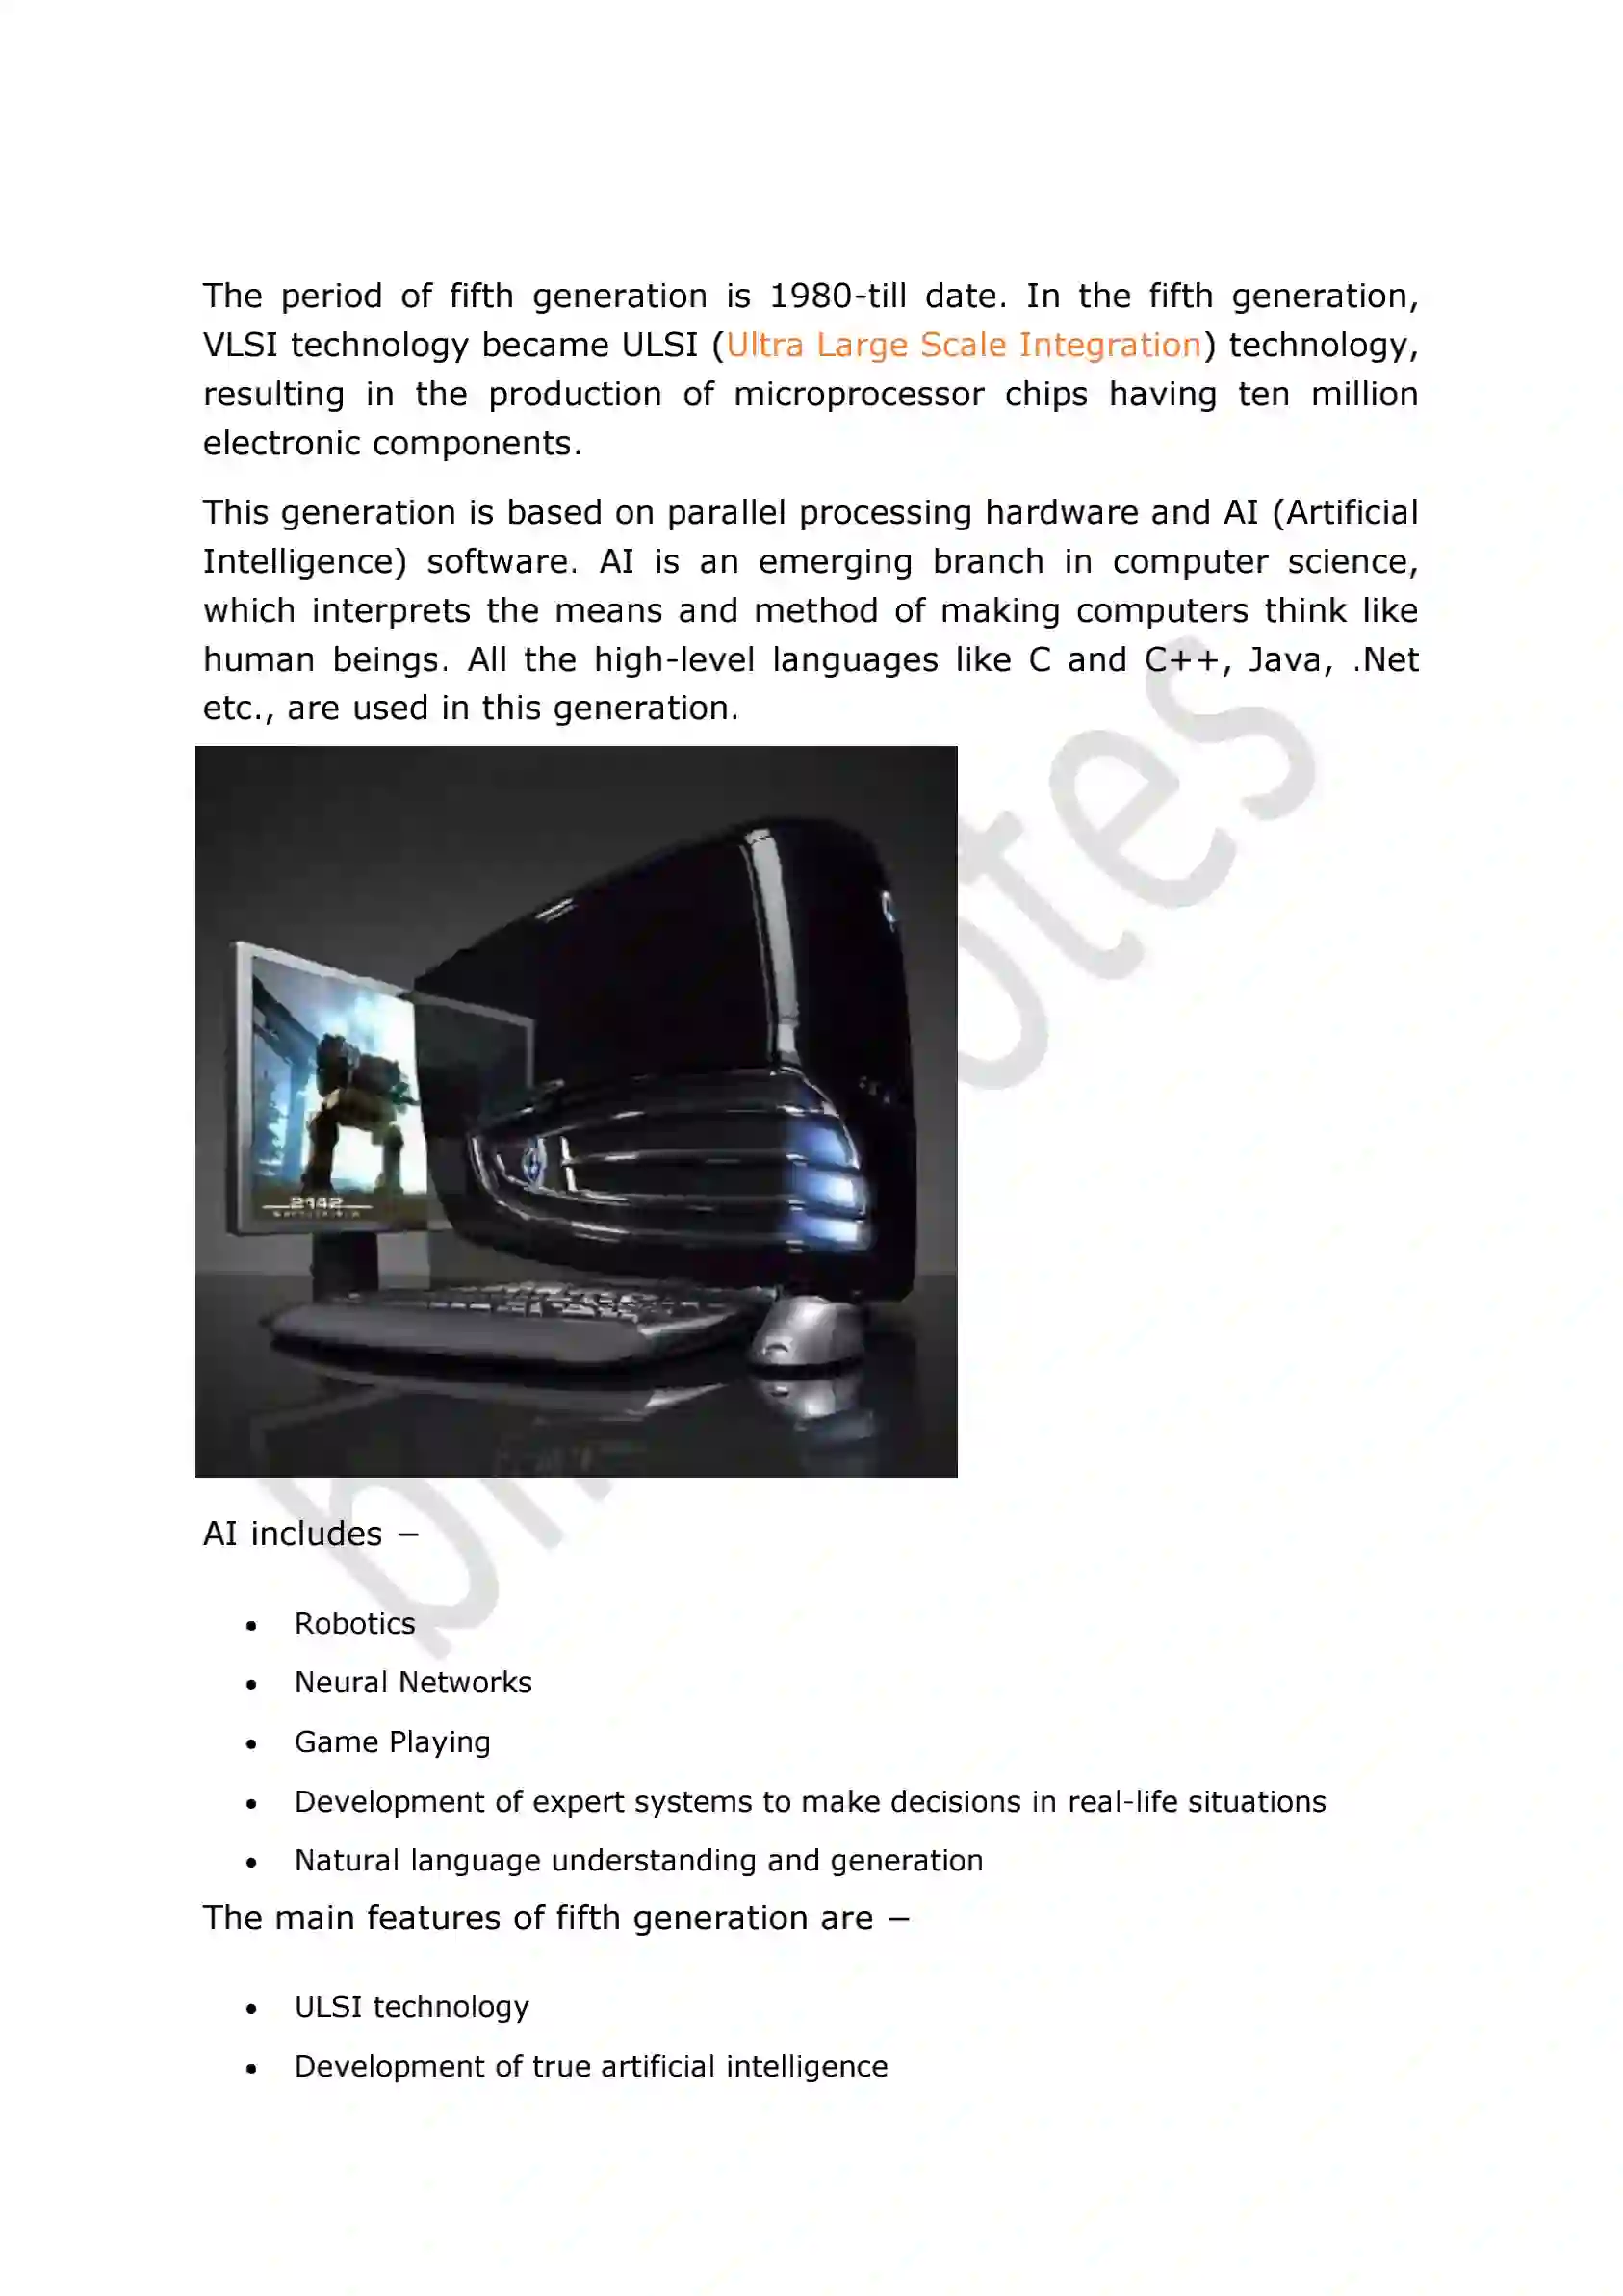 The period of fifth generation is 1980-till date. In the fifth generation,
VLSI technology became ULSI (Ultra Large Scale Integration) technology,
resulting in the production of microprocessor chips having ten million
electronic components.
This generation is based on parallel processing hardware and AI (Artificial
Intelligence) software. AI is an emerging branch in computer science,
which interprets the means and method of making computers think like
human beings. All the high-level languages like C and C++, Java, .Net
etc., are used in this generation.
2142
AI includes −
• Robotics
• Neural Networks
• Game Playing
• Development of expert systems to make decisions in real-life situations
• Natural language understanding and generation
The main features of fifth generation are −
• ULSI technology
• Development of true artificial intelligence